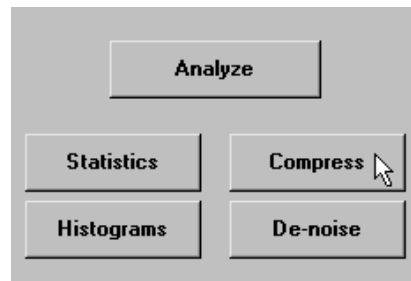 Analyze
Statistics
Compress
Histograms
De-noise